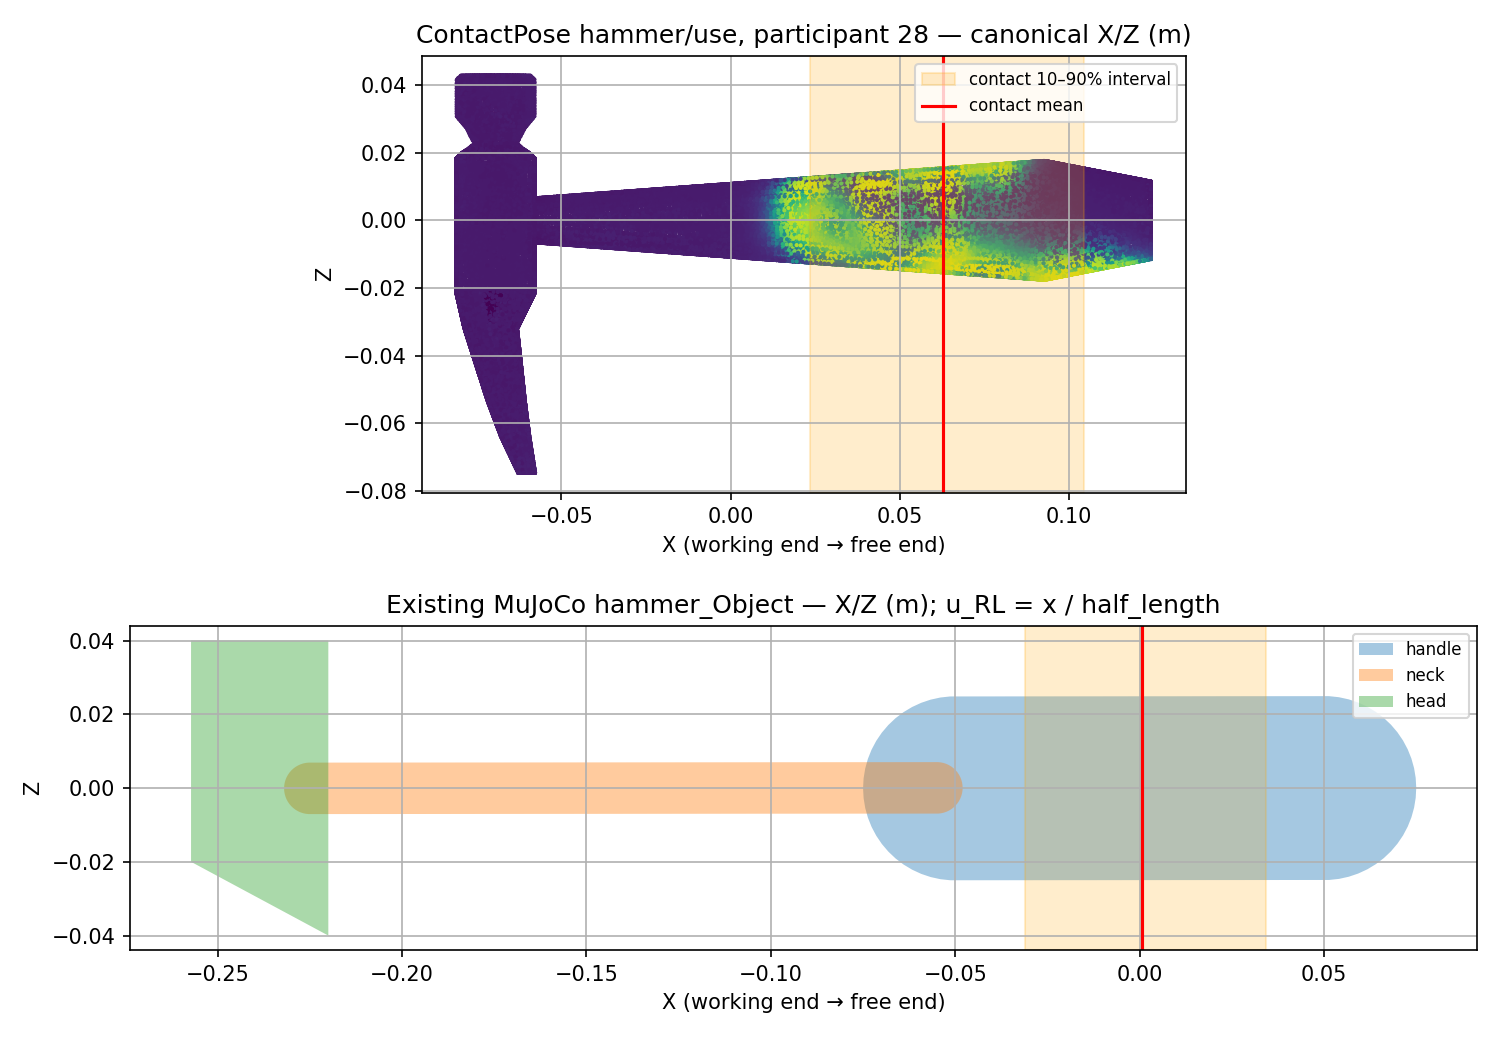 ContactPose hammer/use, participant 28 — canonical X/Z (m)
contact 10–90% interval
contact mean
0.04
0.02
0.00
−0.02
−0.04
−0.06
−0.08
Z
−0.05 0.00 0.05 0.10
X (working end → free end)
Existing MuJoCo hammer_Object — X/Z (m); u_RL = x / half_length
handle
neck
head
0.04
0.02
0.00
−0.02
−0.04
Z
−0.25 −0.20 −0.15 −0.10 −0.05 0.00 0.05
X (working end → free end)